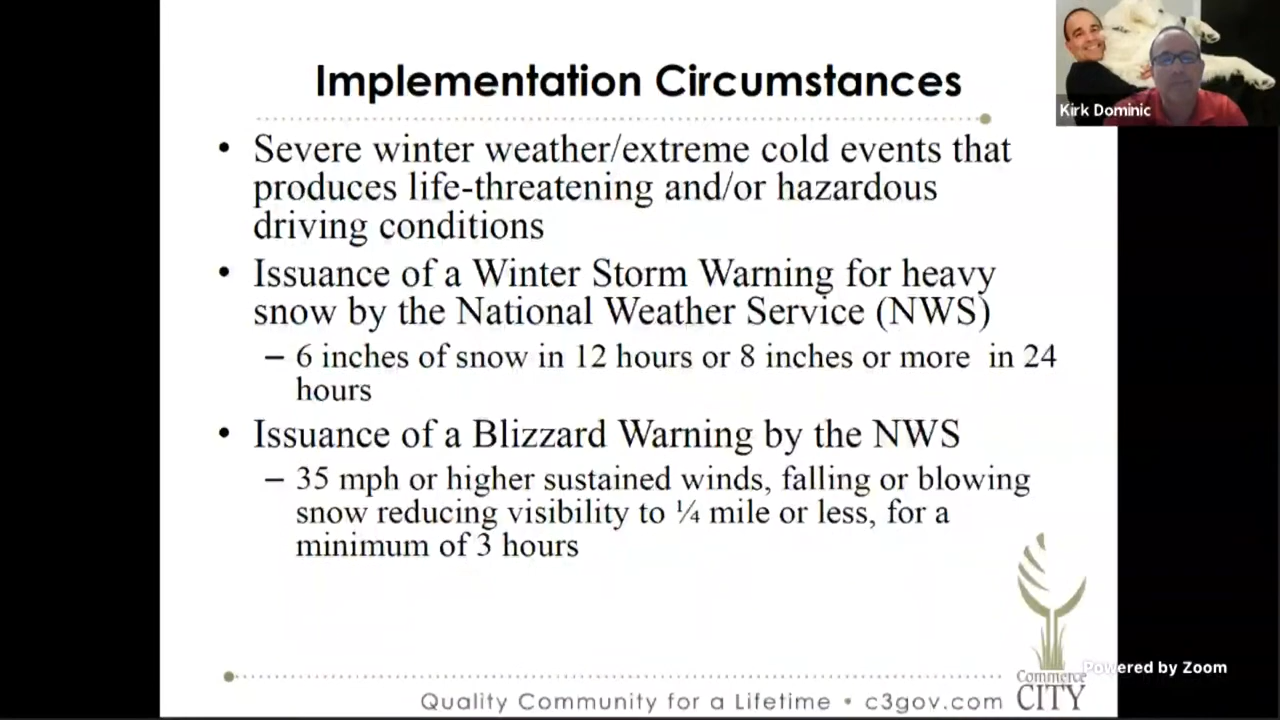 Implementation Circumstances
Kirk Dominic
• Severe winter weather/extreme cold events that
produces life-threatening and/or hazardous
driving conditions
• Issuance of a Winter Storm Warning for heavy
snow by the National Weather Service (NWS)
– 6 inches of snow in 12 hours or 8 inches or more in 24
hours
• Issuance of a Blizzard Warning by the NWS
– 35 mph or higher sustained winds, falling or blowing
snow reducing visibility to ¼ mile or less, for a
minimum of 3 hours
Powered by Zoom
Commerce
CITY
Quality Community for a Lifetime • c3gov.com